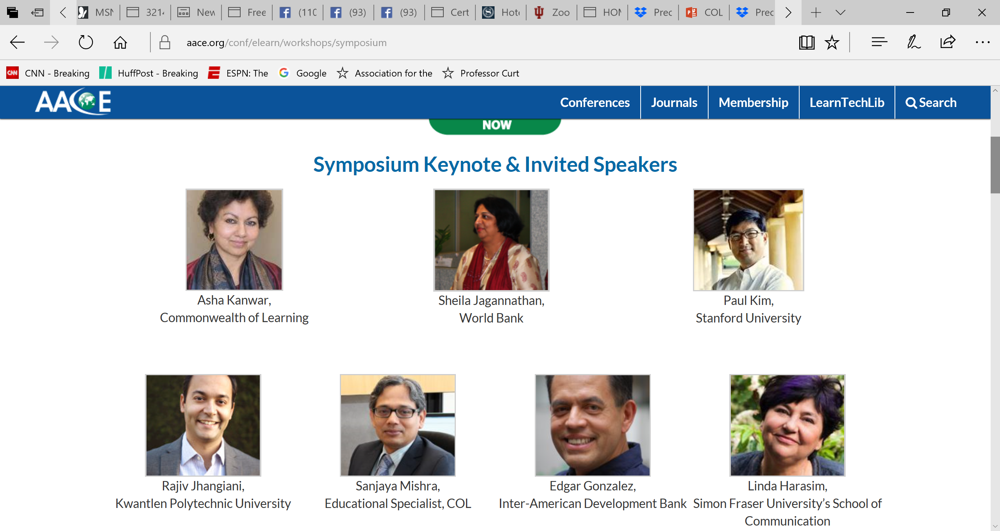 MSN
3214
New
Free
(110
(93)
(93)
Cert
Hot
Zoo
HOM
Prec
COL
Prec
aace.org/conf/elearn/workshops/symposium
CNN - Breaking
HuffPost - Breaking
ESPN: The
Google
Association for the
Professor Curt
AACE
Conferences
Journals
Membership
LearnTechLib
Search
NOW
Symposium Keynote & Invited Speakers
Asha Kanwar,
Commonwealth of Learning
Sheila Jagannathan,
World Bank
Paul Kim,
Stanford University
Rajiv Jhangiani,
Kwantlen Polytechnic University
Sanjaya Mishra,
Educational Specialist, COL
Edgar Gonzalez,
Inter-American Development Bank
Linda Harasim,
Simon Fraser University’s School of
Communication